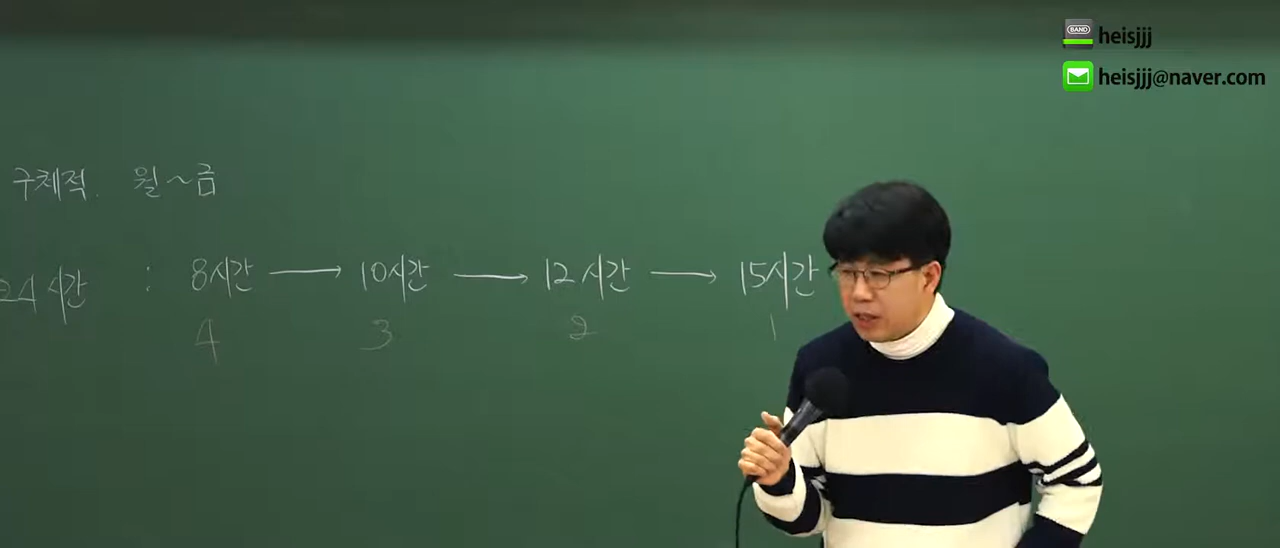 BAND heisjjj
heisjjj@naver.com
구체적. 월~금
24시간 : 8시간 → 10시간 → 12시간 → 15시간
4 3 2 1